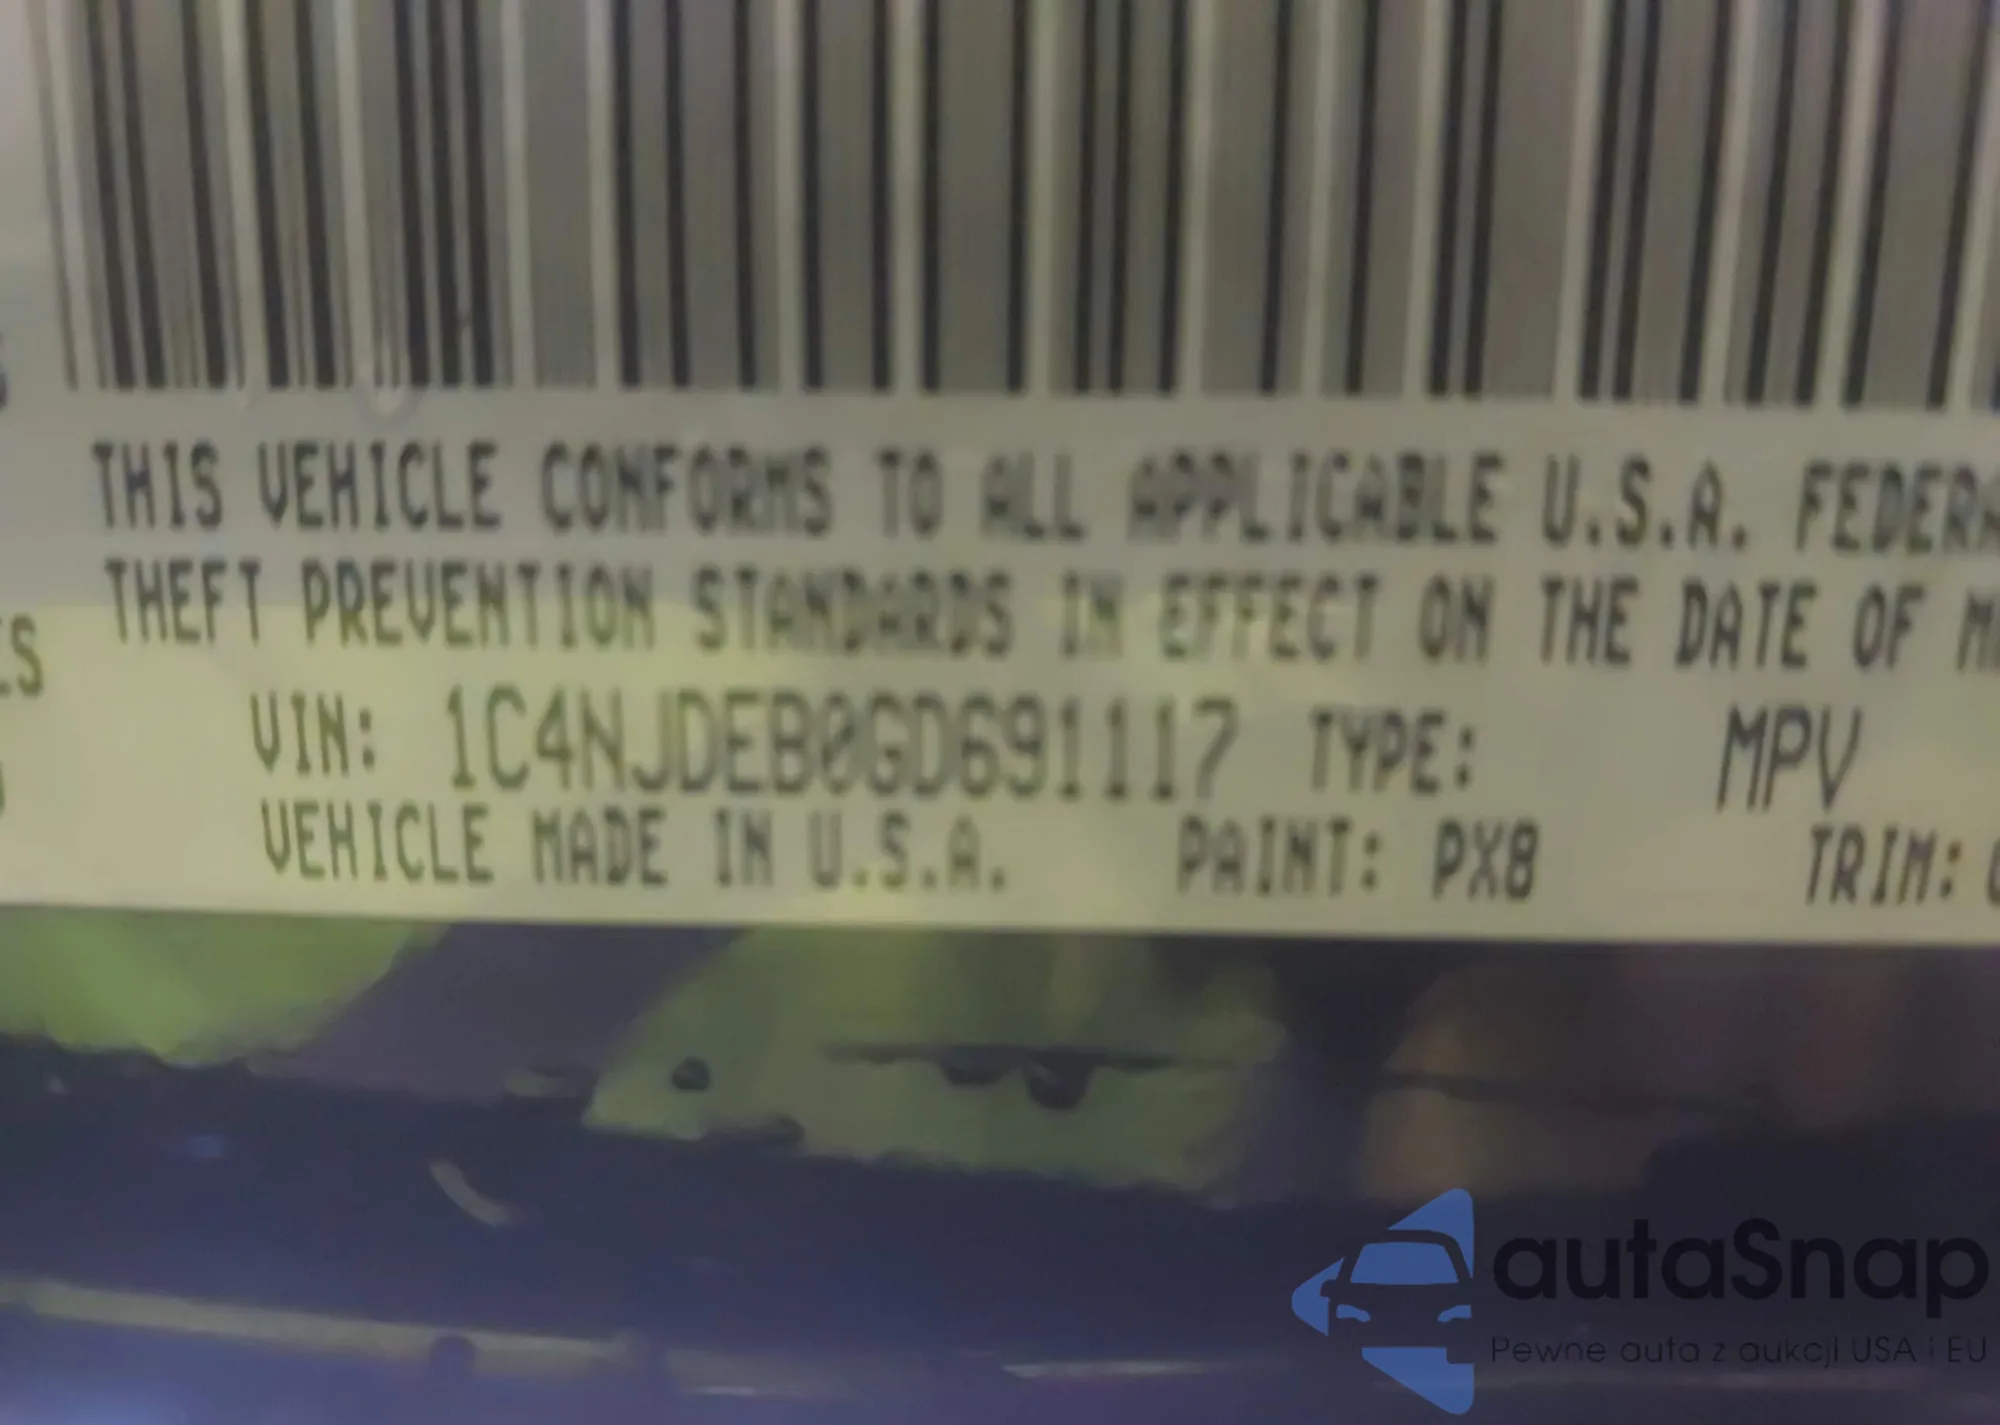 THIS VEHICLE CONFORMS TO ALL APPLICABLE U.S.A. FEDERA
THEFT PREVENTION STANDARDS IN EFFECT ON THE DATE OF M
VIN: 1C4NJDEB0GD691117 TYPE: MPV
VEHICLE MADE IN U.S.A. PAINT: PX8 TRIM:
autaSnap
Pewne auta z aukcji USA i EU